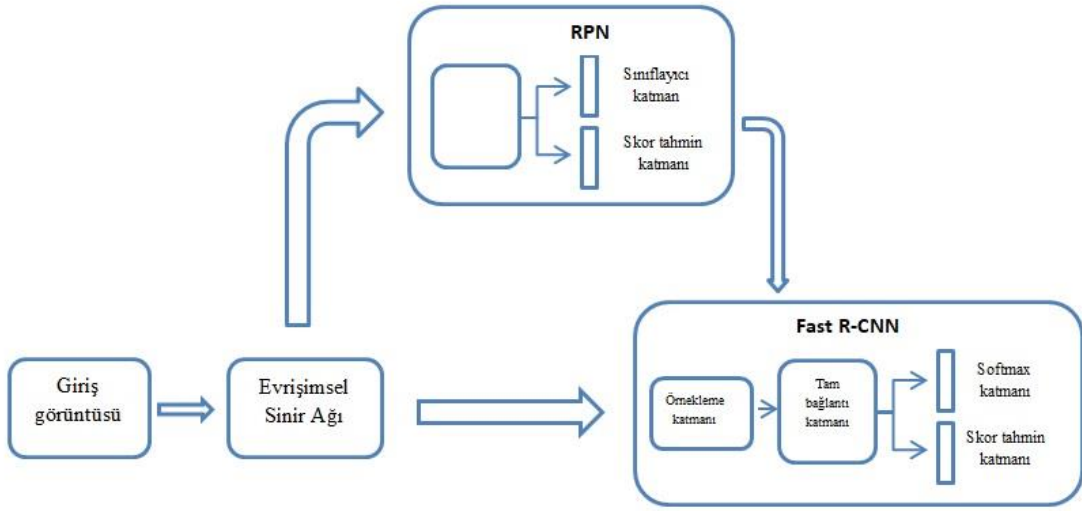 RPN
Sınıflayıcı
katman
Skor tahmin
katmanı
Fast R-CNN
Giriş
görüntüsü
Evrişimsel
Sinir Ağı
Örnekleme
katmanı
Tam
bağlantı
katmanı
Softmax
katmanı
Skor tahmin
katmanı